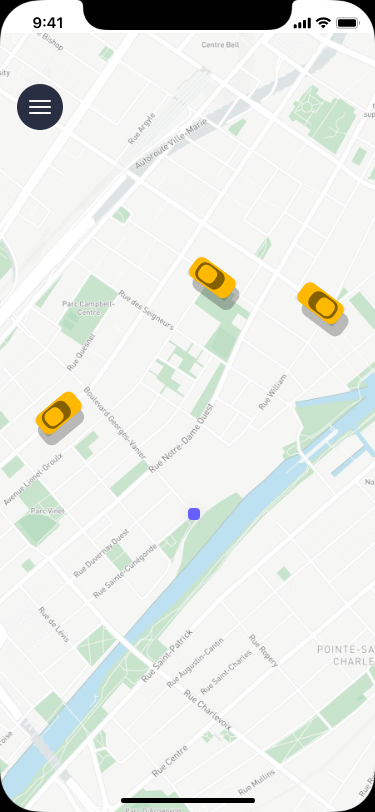 9:41
Bishop
Centre Bell
Rue Argyle
Autoroute Ville-Marie
Parc Campbell-
Centre
Rue des Seigneurs
Rue Quesnel
Rue William
Boulevard Georges-Vanier
Rue Notre-Dame Ouest
Avenue Lionel-Groulx
Parc Vinet
Rue Duvernay Ouest
Rue Sainte-Cunégonde
Rue de Lévis
Rue Saint-Patrick
Rue Augustin-Cantin
Rue Ropery
Rue Saint-Charles
POINTE-SA
CHARLE
Rue Charlevoix
Rue Centre
Rue Mullins